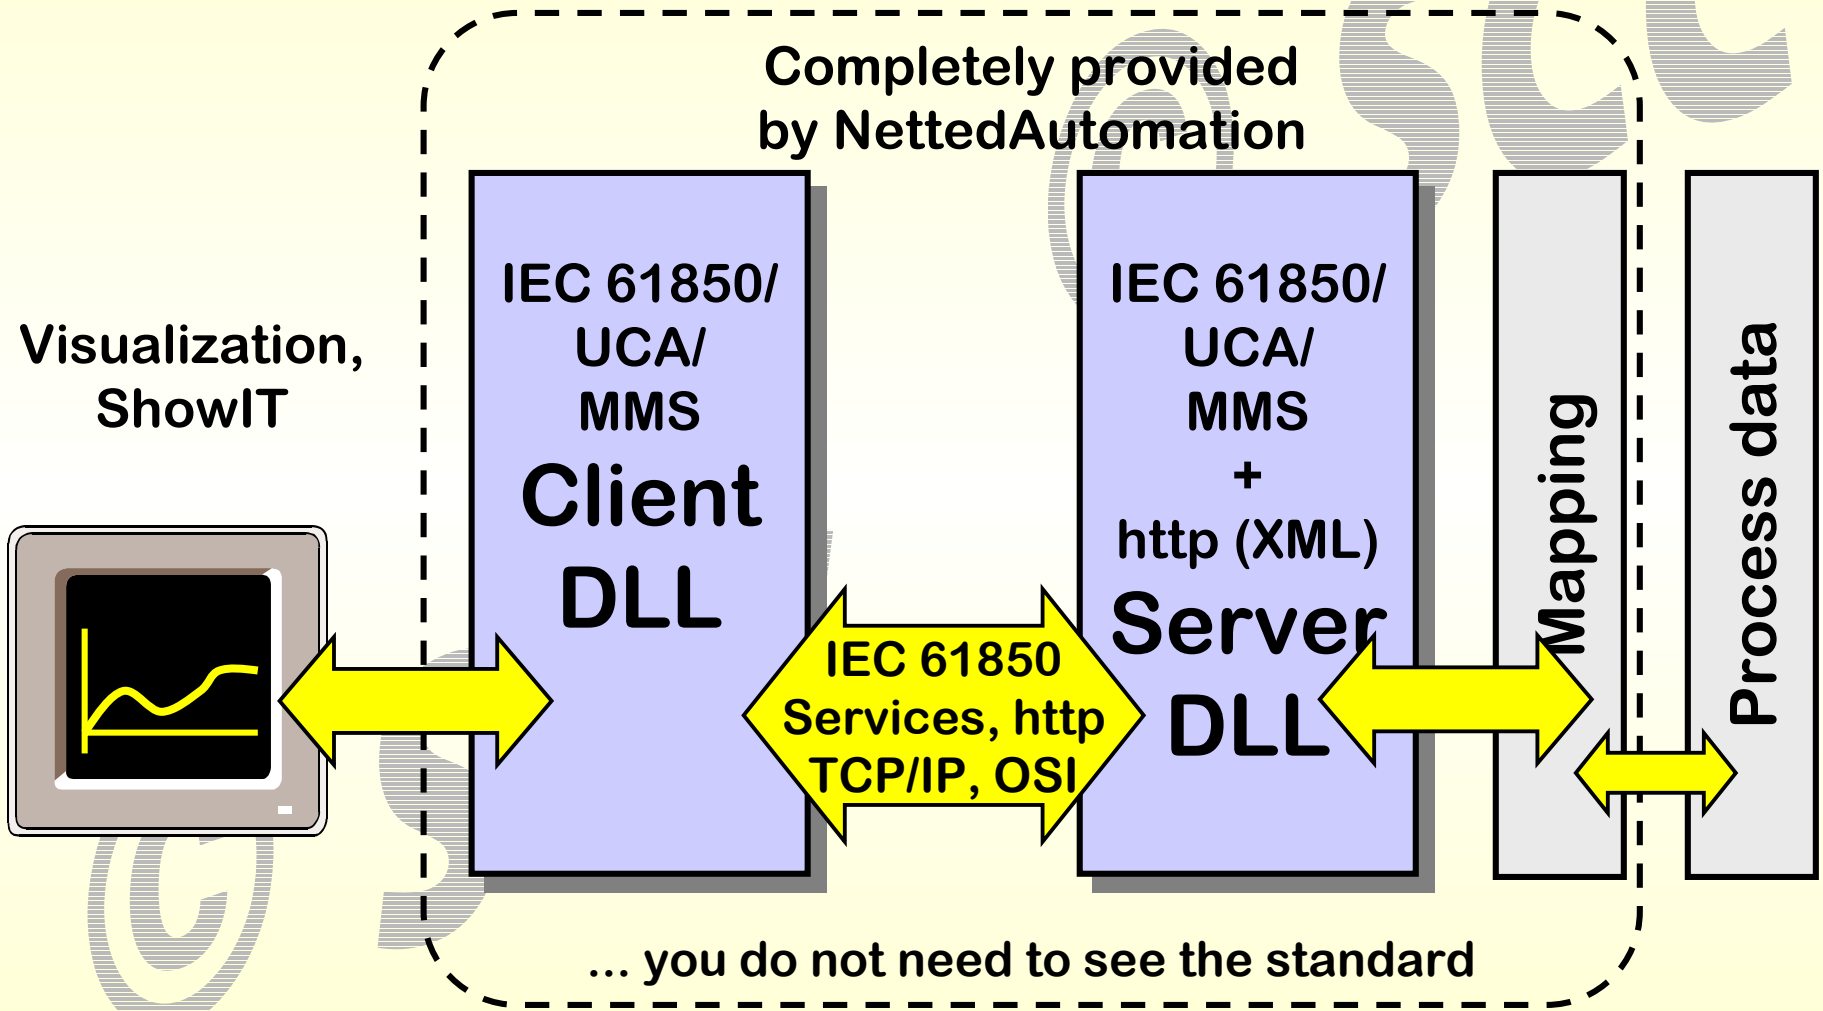 Completely provided
by NettedAutomation
Visualization,
ShowIT
IEC 61850/
UCA/
MMS
Client
DLL
IEC 61850
Services, http
TCP/IP, OSI
IEC 61850/
UCA/
MMS
+
http (XML)
Server
DLL
Mapping
Process data
... you do not need to see the standard
© SCC
© S